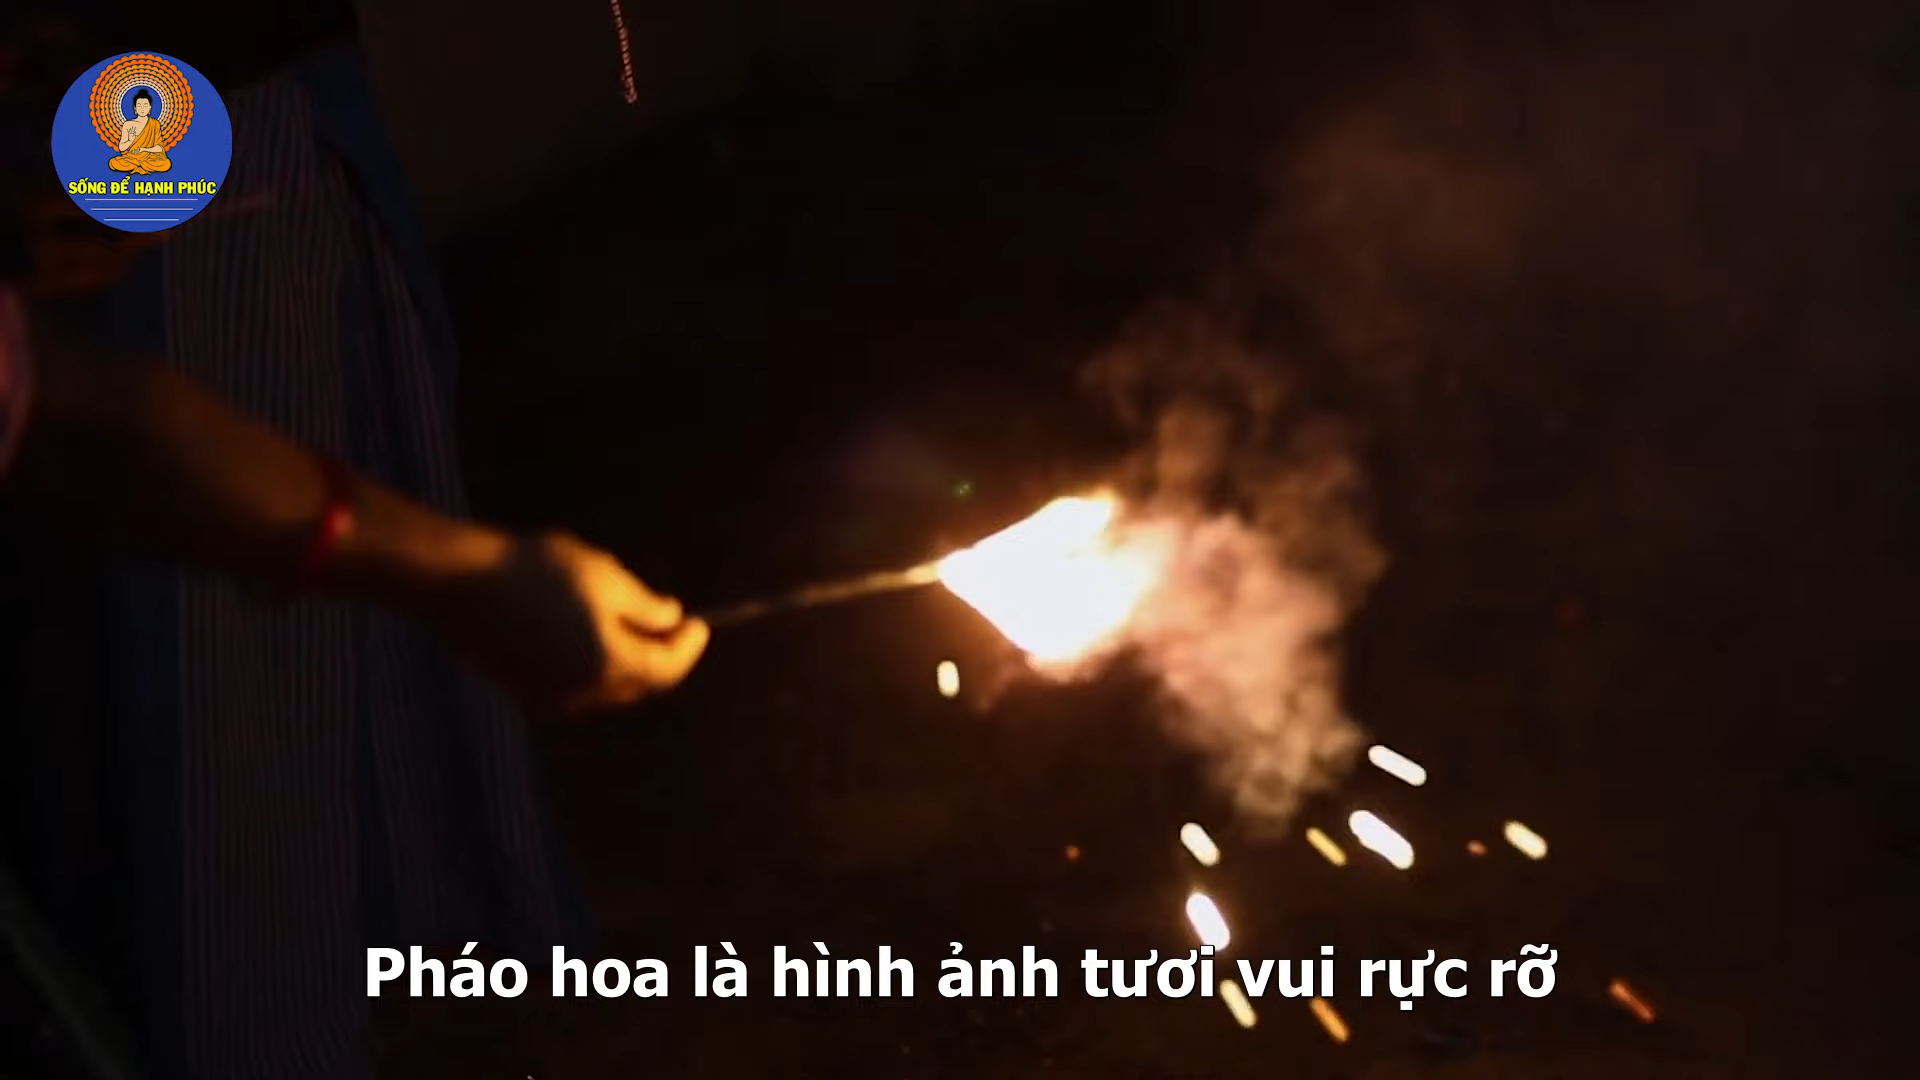 SỐNG ĐỂ HẠNH PHÚC
Pháo hoa là hình ảnh tươi vui rực rỡ